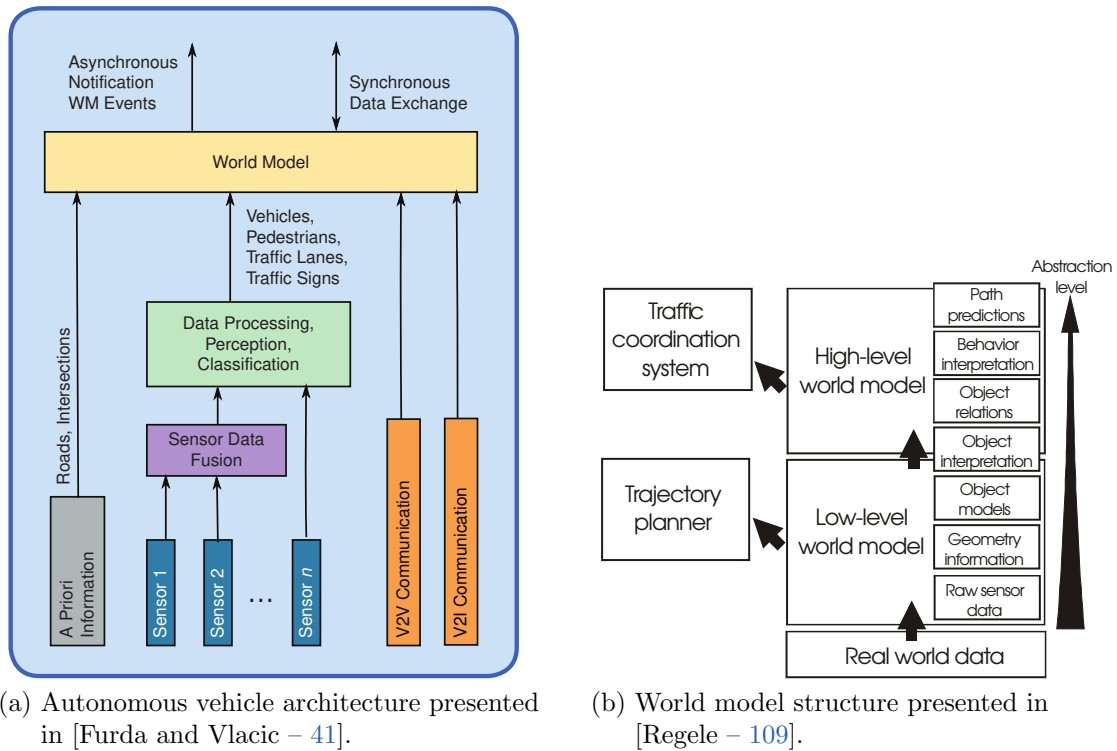 Asynchronous
Notification
WM Events
Synchronous
Data Exchange
World Model
Vehicles,
Pedestrians,
Traffic Lanes,
Traffic Signs
Data Processing,
Perception,
Classification
Sensor Data
Fusion
Roads, Intersections
A Priori
Information
Sensor 1
Sensor 2
...
Sensor n
V2V Communication
V2I Communication
(a) Autonomous vehicle architecture presented
in [Furda and Vlacic – 41].
Abstraction
level
Traffic
coordination
system
High-level
world model
Path
predictions
Behavior
interpretation
Object
relations
Object
interpretation
Trajectory
planner
Low-level
world model
Object
models
Geometry
information
Raw sensor
data
Real world data
(b) World model structure presented in
[Regele – 109].